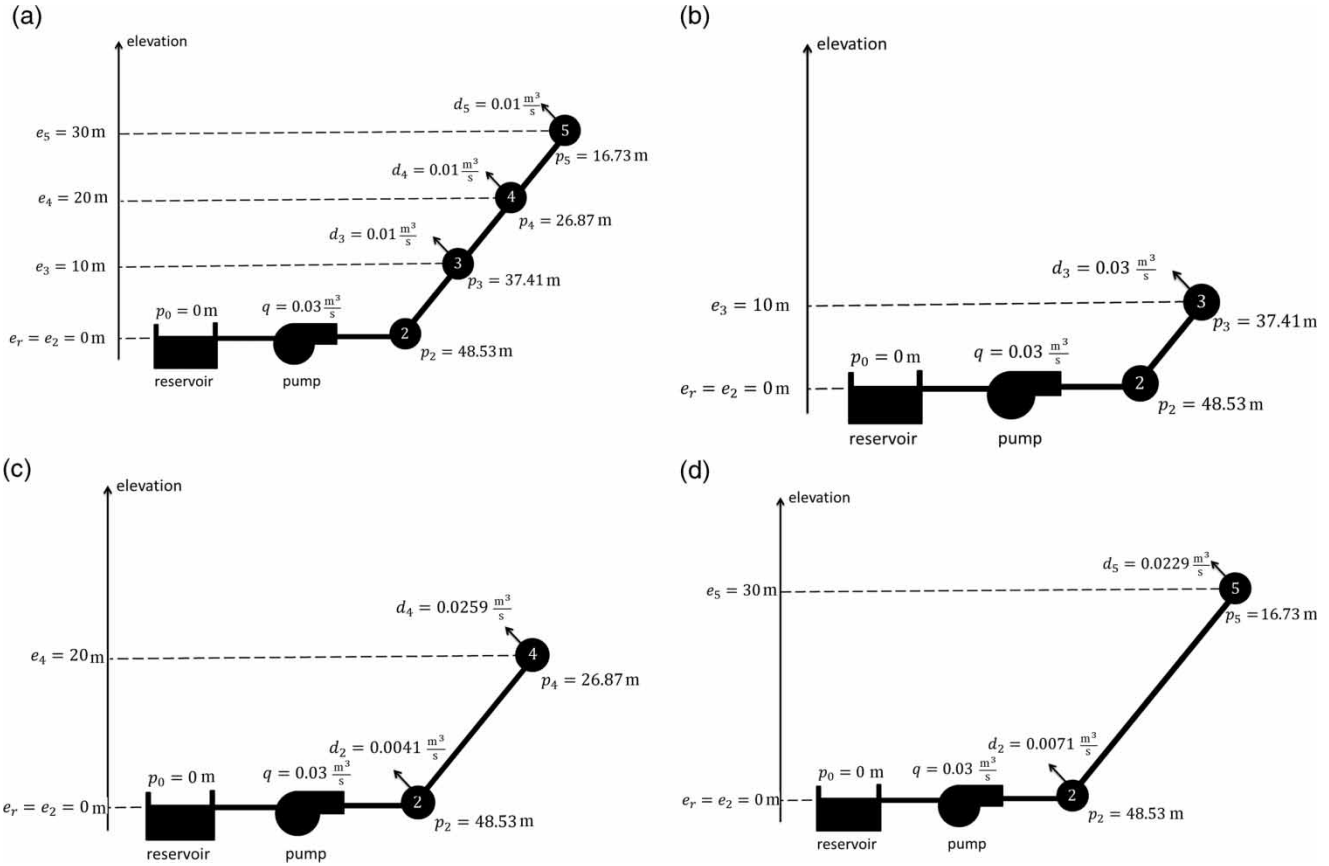 (a)
elevation
d₅ = 0.01 m³/s
e₅ = 30 m
5
p₅ = 16.73 m
d₄ = 0.01 m³/s
e₄ = 20 m
4
p₄ = 26.87 m
d₃ = 0.01 m³/s
e₃ = 10 m
3
p₃ = 37.41 m
p₀ = 0 m
q = 0.03 m³/s
eᵣ = e₂ = 0 m
2
p₂ = 48.53 m
reservoir
pump
(b)
elevation
d₃ = 0.03 m³/s
e₃ = 10 m
3
p₃ = 37.41 m
p₀ = 0 m
q = 0.03 m³/s
eᵣ = e₂ = 0 m
2
p₂ = 48.53 m
reservoir
pump
(c)
elevation
d₄ = 0.0259 m³/s
e₄ = 20 m
4
p₄ = 26.87 m
d₂ = 0.0041 m³/s
p₀ = 0 m
q = 0.03 m³/s
eᵣ = e₂ = 0 m
2
p₂ = 48.53 m
reservoir
pump
(d)
elevation
d₅ = 0.0229 m³/s
e₅ = 30 m
5
p₅ = 16.73 m
d₂ = 0.0071 m³/s
p₀ = 0 m
q = 0.03 m³/s
eᵣ = e₂ = 0 m
2
p₂ = 48.53 m
reservoir
pump